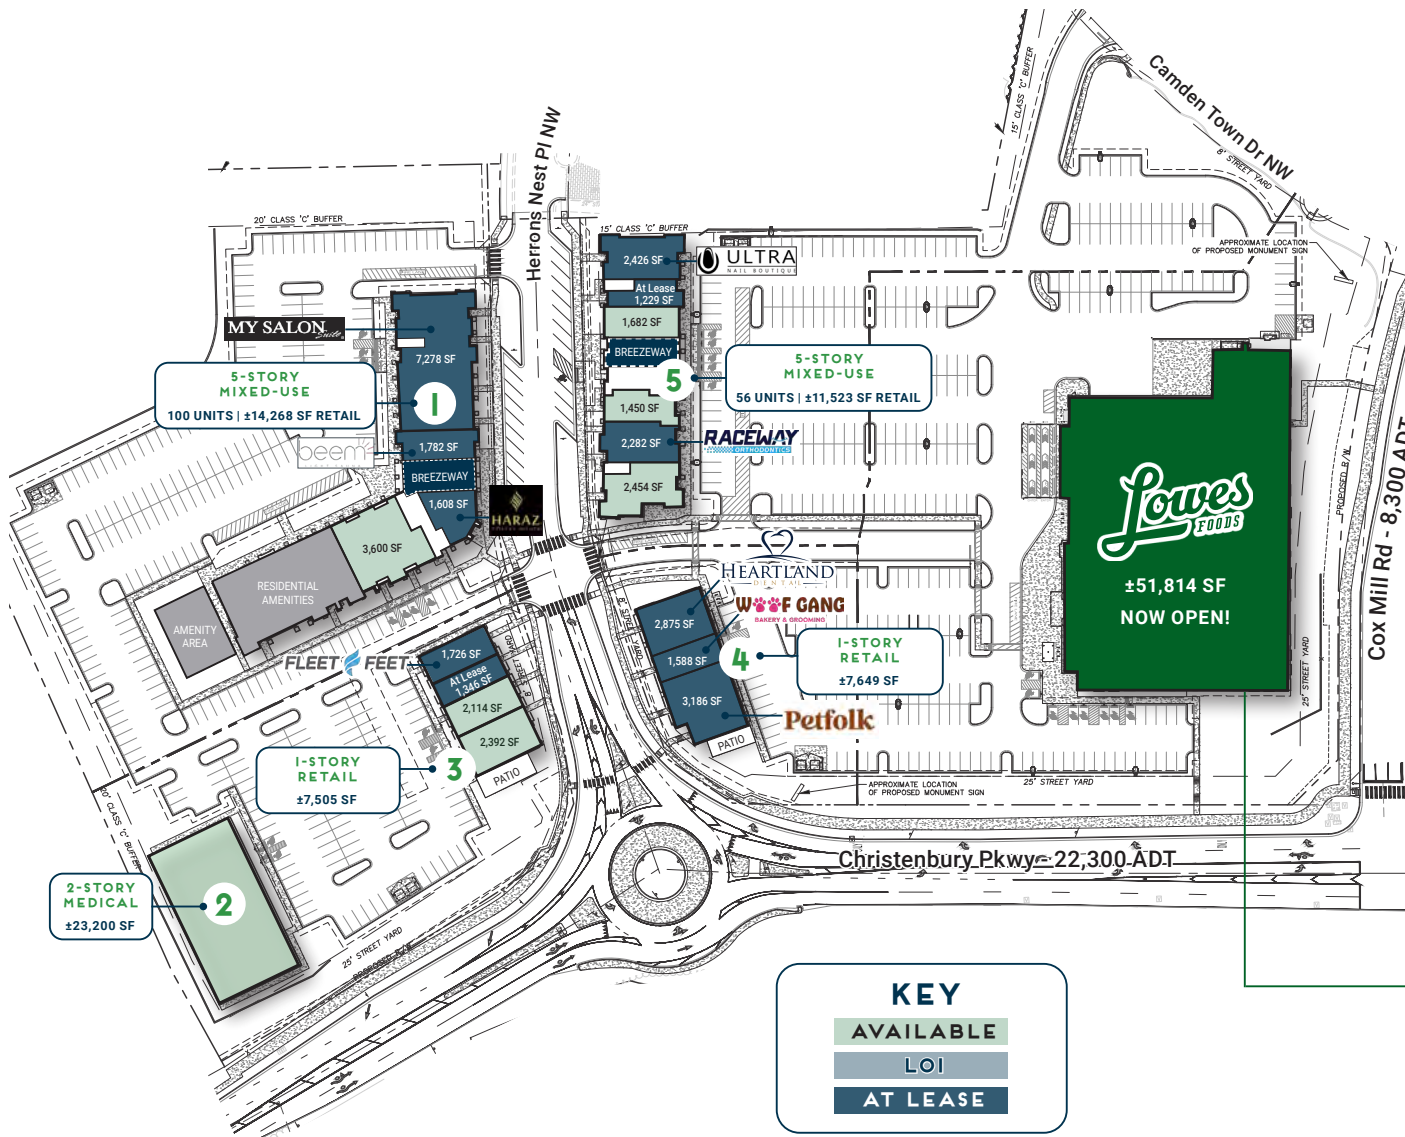 Camden Town Dr NW
8' STREET YARD
15' CLASS 'C' BUFFER
APPROXIMATE LOCATION
OF PROPOSED MONUMENT SIGN
Herrons Nest Pl NW
20' CLASS 'C' BUFFER
15' CLASS 'C' BUFFER
2,426 SF
ULTRA
NAIL BOUTIQUE
At Lease
1,229 SF
1,682 SF
BREEZEWAY
MY SALON
Suite
7,278 SF
5-STORY
MIXED-USE
100 UNITS | ±14,268 SF RETAIL
1
5
5-STORY
MIXED-USE
56 UNITS | ±11,523 SF RETAIL
1,450 SF
2,282 SF
RACEWAY
ORTHODONTICS
2,454 SF
beem
1,782 SF
BREEZEWAY
1,608 SF
HARAZ
3,600 SF
RESIDENTIAL
AMENITIES
AMENITY
AREA
Lowes
FOODS
±51,814 SF
NOW OPEN!
PROPOSED R/W
Cox Mill Rd - 8,300 ADT
25' STREET YARD
HEARTLAND
DENTAL
WOOF GANG
BAKERY & GROOMING
2,875 SF
1,588 SF
3,186 SF
PATIO
4
1-STORY
RETAIL
±7,649 SF
Petfolk
8' STREET YARD
8' STREET YARD
FLEET FEET
1,726 SF
At Lease
1,346 SF
2,114 SF
2,392 SF
PATIO
3
1-STORY
RETAIL
±7,505 SF
APPROXIMATE LOCATION
OF PROPOSED MONUMENT SIGN
25' STREET YARD
20' CLASS 'C' BUFFER
Christenbury Pkwy - 22,300 ADT
2-STORY
MEDICAL
±23,200 SF
2
25' STREET YARD
PROPOSED R/W
KEY
AVAILABLE
LOI
AT LEASE